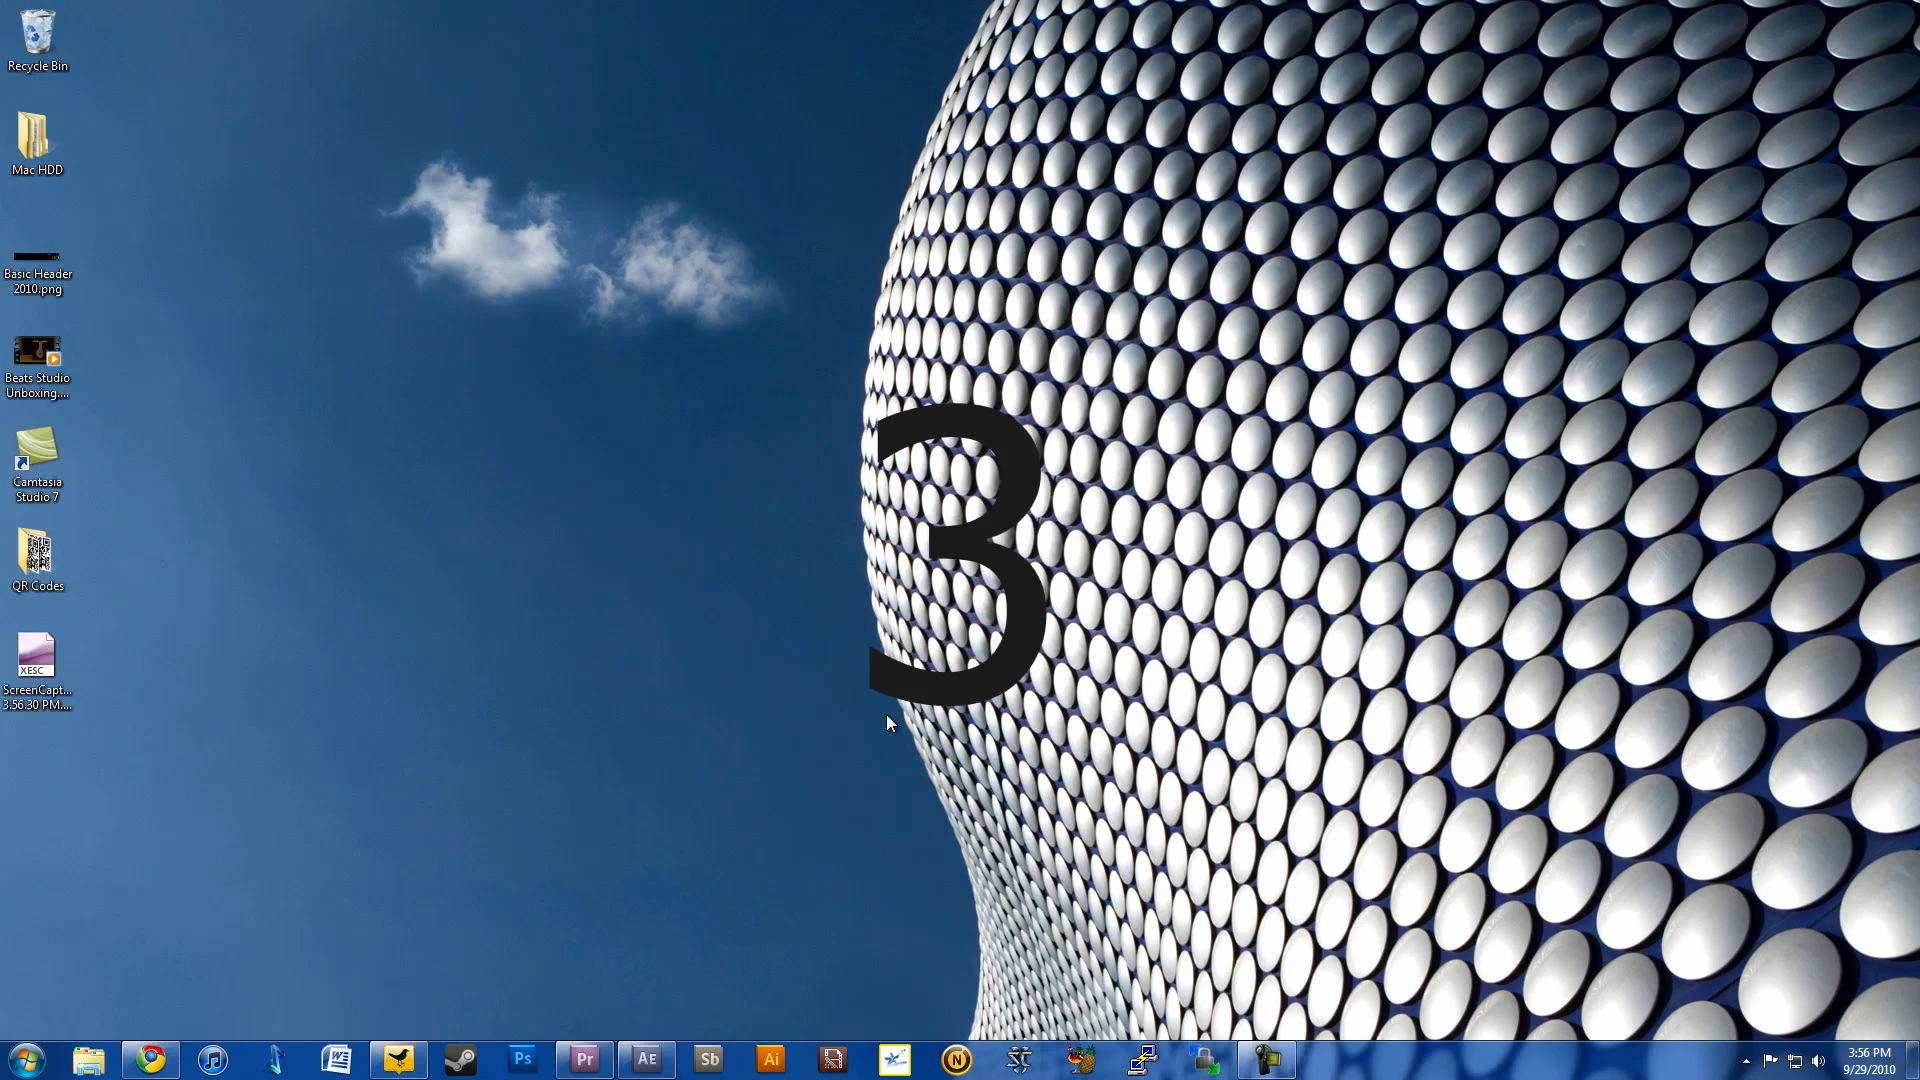 Recycle Bin
Mac HDD
Basic Header
2010.png
Beats Studio
Unboxing....
Camtasia
Studio 7
QR Codes
XESC
ScreenCapt...
3.56.30 PM....
3
W
Ps
Pr
AE
Sb
Ai
N
3:56 PM
9/29/2010